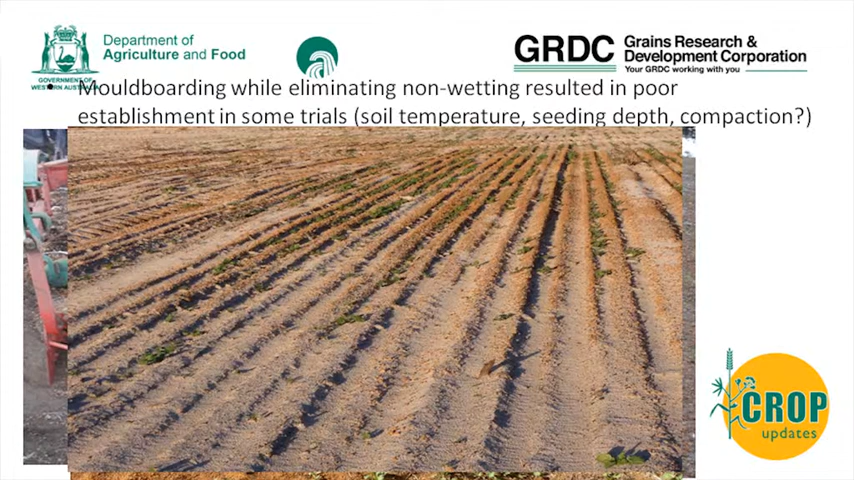 Department of
Agriculture and Food
GOVERNMENT OF
WESTERN AUSTRALIA
GRDC
Grains Research &
Development Corporation
Your GRDC working with you
• Mouldboarding while eliminating non-wetting resulted in poor
establishment in some trials (soil temperature, seeding depth, compaction?)
CROP
updates